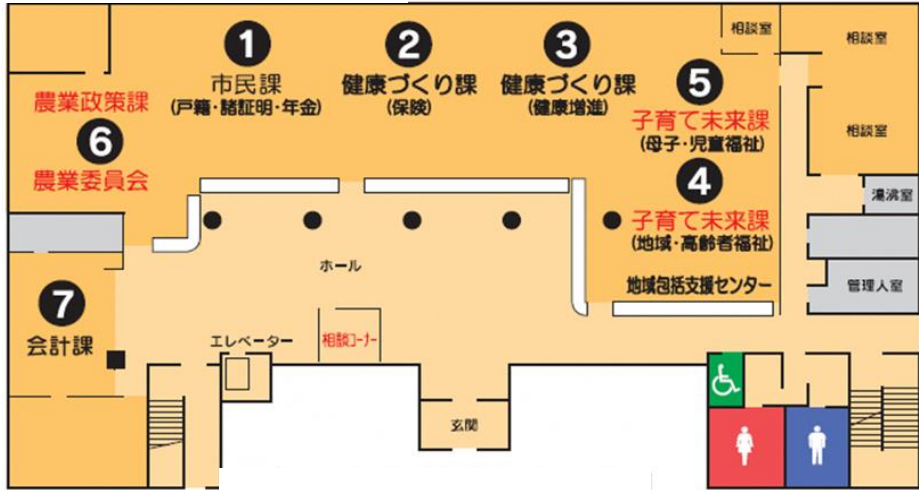 1
市民課
(戸籍・諸証明・年金)
2
健康づくり課
(保険)
3
健康づくり課
(健康増進)
相談室
相談室
5
子育て未来課
(母子・児童福祉)
農業政策課
6
農業委員会
相談室
4
子育て未来課
(地域・高齢者福祉)
地域包括支援センター
湯沸室
管理人室
ホール
7
会計課
エレベーター
相談コーナー
玄関